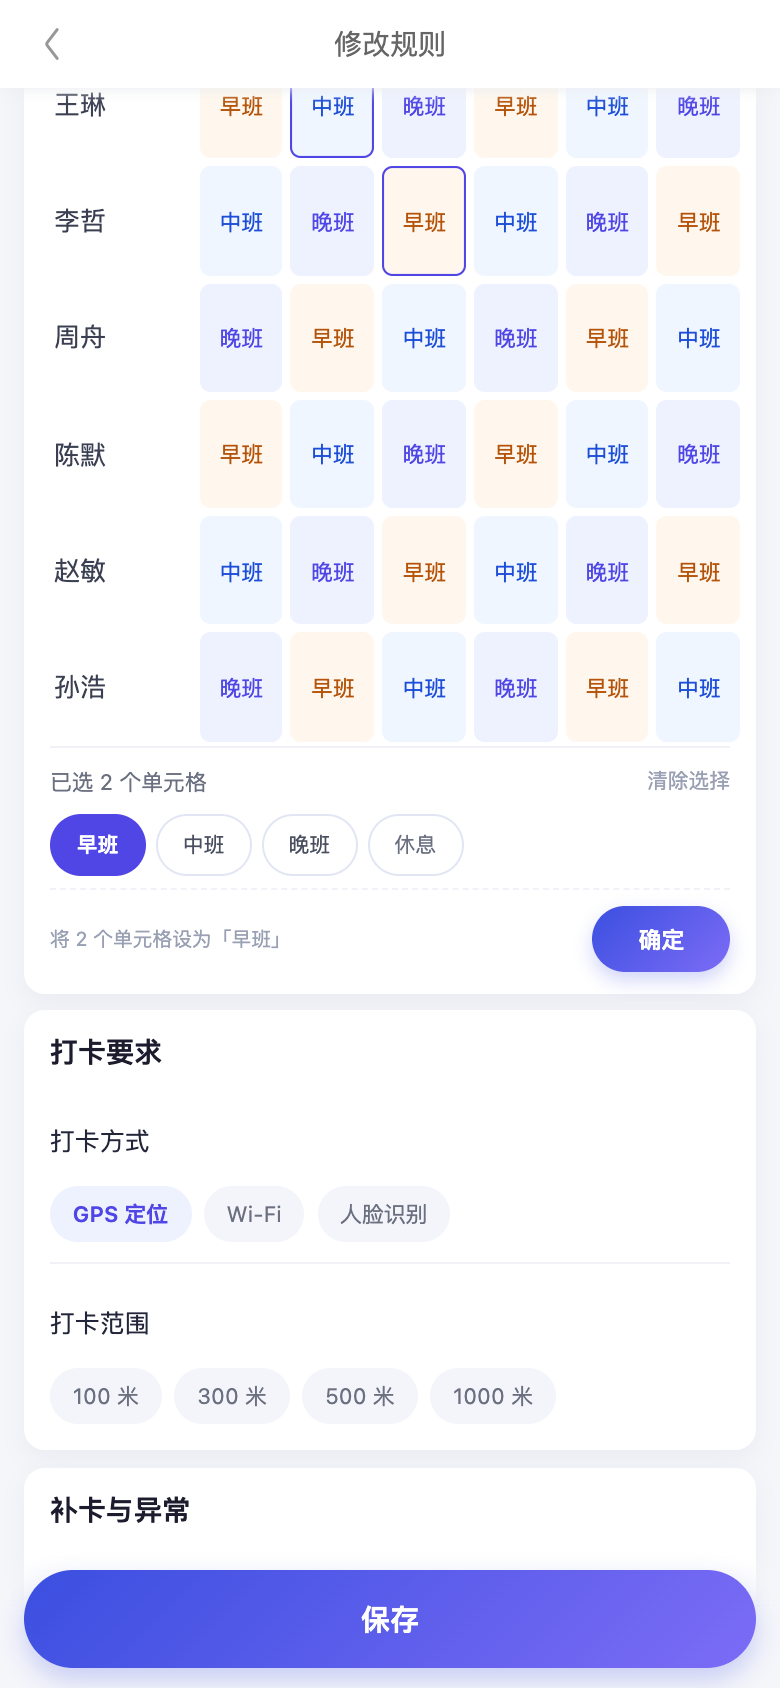 修改规则
王琳 早班 中班 晚班 早班 中班 晚班
李哲 中班 晚班 早班 中班 晚班 早班
周舟 晚班 早班 中班 晚班 早班 中班
陈默 早班 中班 晚班 早班 中班 晚班
赵敏 中班 晚班 早班 中班 晚班 早班
孙浩 晚班 早班 中班 晚班 早班 中班
已选 2 个单元格 清除选择
早班 中班 晚班 休息
将 2 个单元格设为「早班」 确定
打卡要求
打卡方式
GPS 定位 Wi-Fi 人脸识别
打卡范围
100 米 300 米 500 米 1000 米
补卡与异常
保存